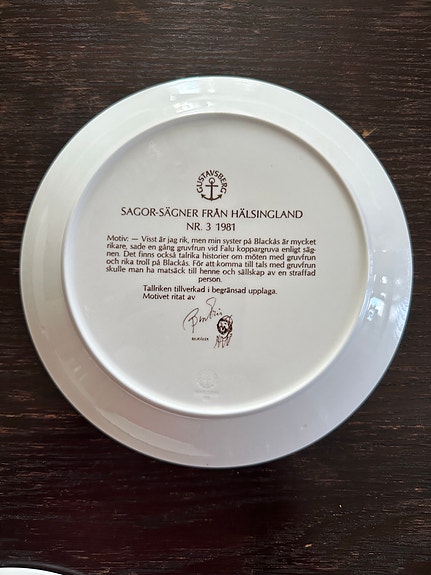 GUSTAVSBERG
SAGOR-SÄGNER FRÅN HÄLSINGLAND
NR. 3 1981
Motiv: — Visst är jag rik, men min syster på Blackås är mycket
rikare, sade en gång gruvfrun vid Falu koppargruva enligt säg-
nen. Det finns också talrika historier om möten med gruvfrun
och rika troll på Blackås. För att komma till tals med gruvfrun
skulle man ha matsäck till henne och sällskap av en straffad
person.
Tallriken tillverkad i begränsad upplaga.
Motivet ritat av